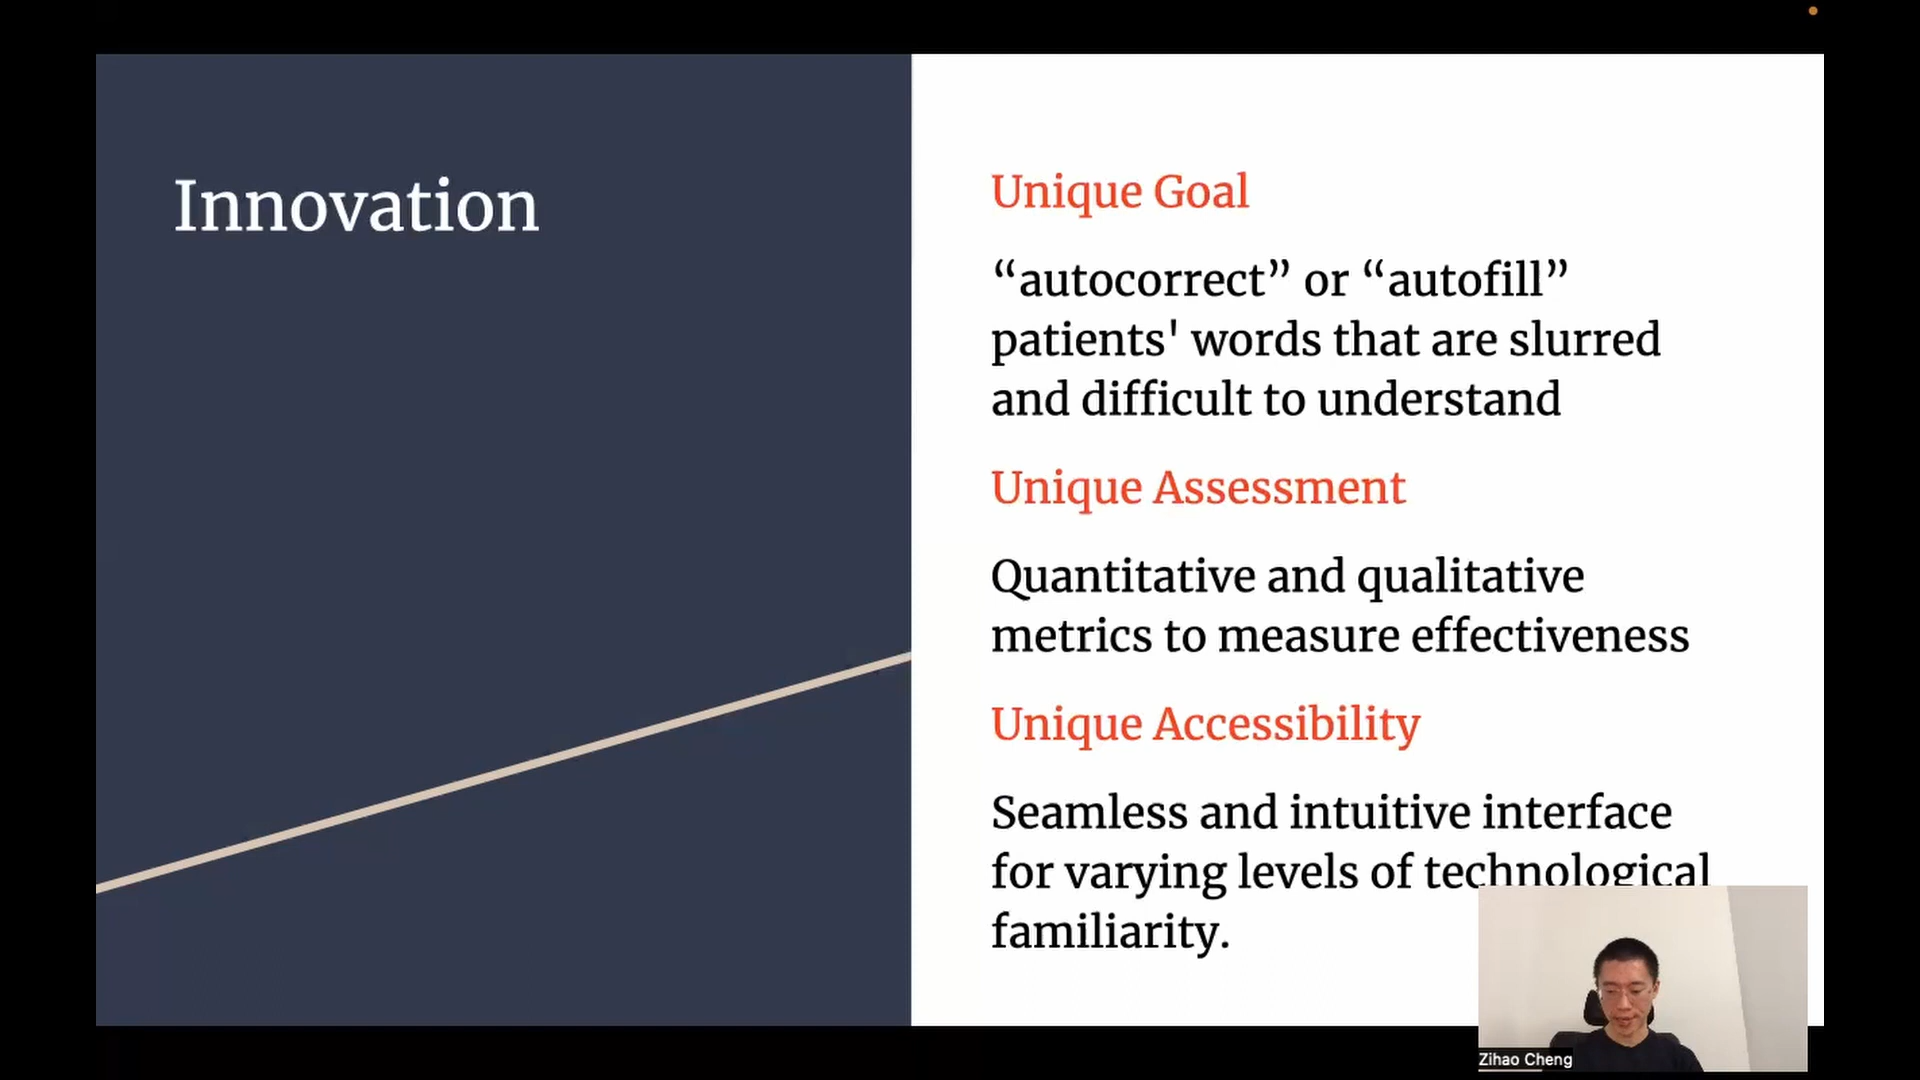 Innovation
Unique Goal
“autocorrect” or “autofill”
patients' words that are slurred
and difficult to understand
Unique Assessment
Quantitative and qualitative
metrics to measure effectiveness
Unique Accessibility
Seamless and intuitive interface
for varying levels of technological
familiarity.
Zihao Cheng